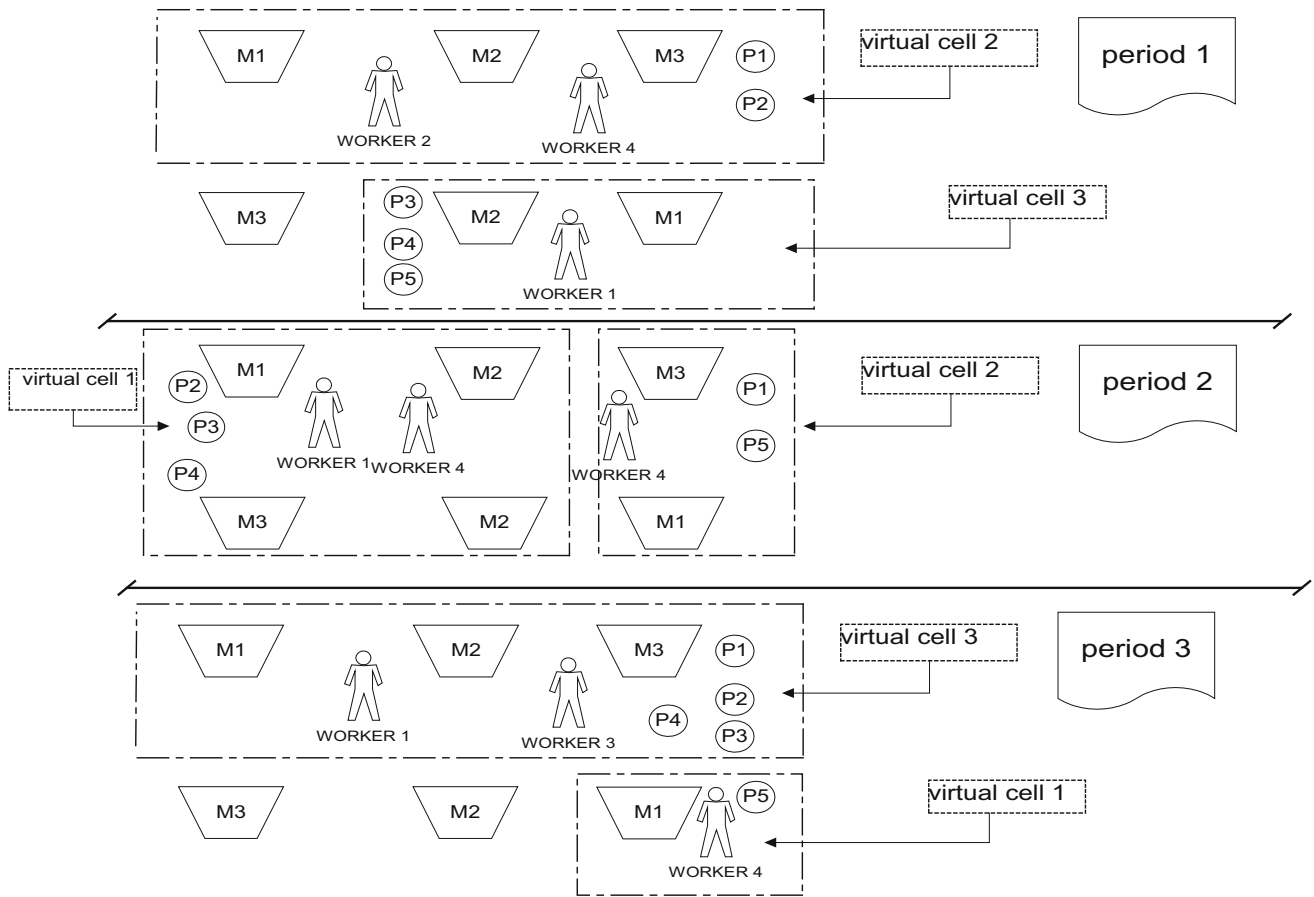 M1
M2
M3
P1
virtual cell 2
period 1
P2
WORKER 2
WORKER 4
M3
P3
M2
M1
virtual cell 3
P4
P5
WORKER 1
virtual cell 1
P2
M1
M2
M3
P1
virtual cell 2
period 2
P3
P4
WORKER 1
WORKER 4
WORKER 4
P5
M3
M2
M1
M1
M2
M3
P1
virtual cell 3
period 3
P2
P4
P3
WORKER 1
WORKER 3
M3
M2
M1
P5
virtual cell 1
WORKER 4